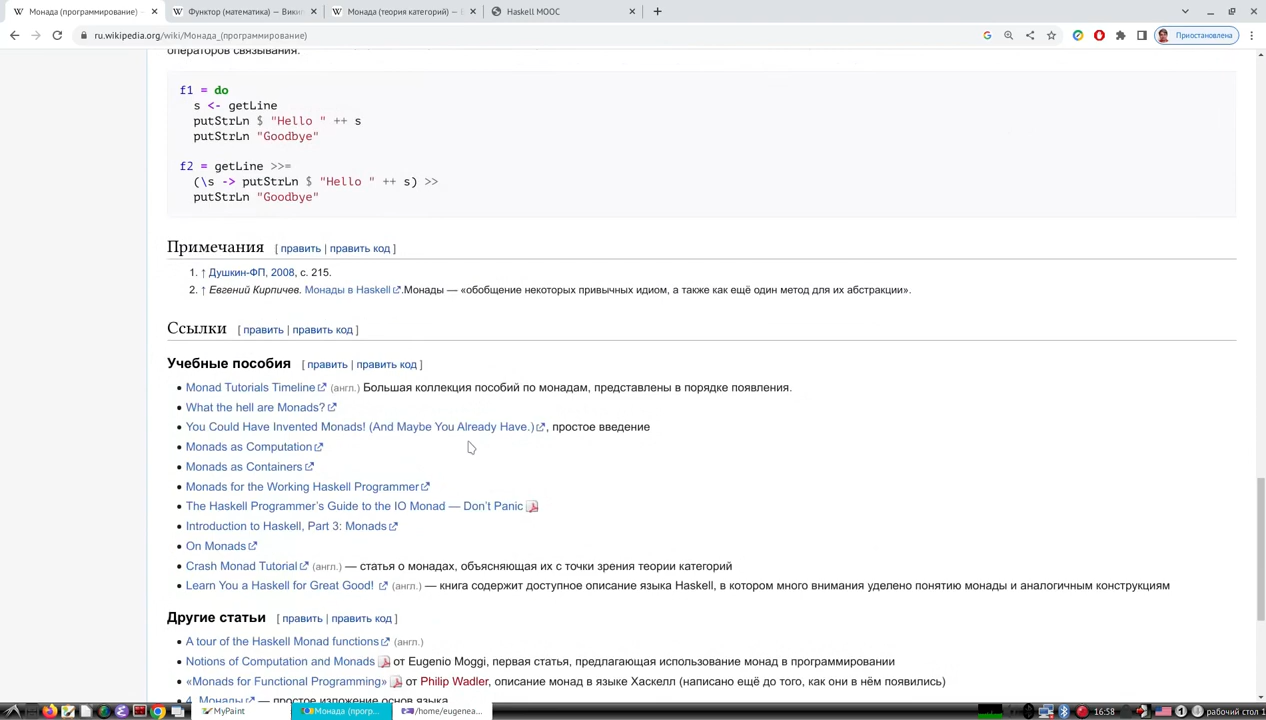 Монада (программирование) —
Функтор (математика) — Вики
Монада (теория категорий) — В
Haskell MOOC
ru.wikipedia.org/wiki/Монада_(программирование)
Приостановлена
операторов связывания.
f1 = do
s <- getLine
putStrLn $ "Hello " ++ s
putStrLn "Goodbye"
f2 = getLine >>=
(\s -> putStrLn $ "Hello " ++ s) >>
putStrLn "Goodbye"
Примечания [ править | править код ]
1. ↑ Душкин-ФП, 2008, с. 215.
2. ↑ Евгений Кирпичев. Монады в Haskell.Монады — «обобщение некоторых привычных идиом, а также как ещё один метод для их абстракции».
Ссылки [ править | править код ]
Учебные пособия [ править | править код ]
Monad Tutorials Timeline (англ.) Большая коллекция пособий по монадам, представлены в порядке появления.
What the hell are Monads?
You Could Have Invented Monads! (And Maybe You Already Have.), простое введение
Monads as Computation
Monads as Containers
Monads for the Working Haskell Programmer
The Haskell Programmer's Guide to the IO Monad — Don't Panic
Introduction to Haskell, Part 3: Monads
On Monads
Crash Monad Tutorial (англ.) — статья о монадах, объясняющая их с точки зрения теории категорий
Learn You a Haskell for Great Good! (англ.) — книга содержит доступное описание языка Haskell, в котором много внимания уделено понятию монады и аналогичным конструкциям
Другие статьи [ править | править код ]
A tour of the Haskell Monad functions (англ.)
Notions of Computation and Monads от Eugenio Moggi, первая статья, предлагающая использование монад в программировании
«Monads for Functional Programming» от Philip Wadler, описание монад в языке Хаскелл (написано ещё до того, как они в нём появились)
4. Монады — простое изложение основ языка
MyPaint
Монада (прогр...
/home/eugenea...
16:58
рабочий стол 1